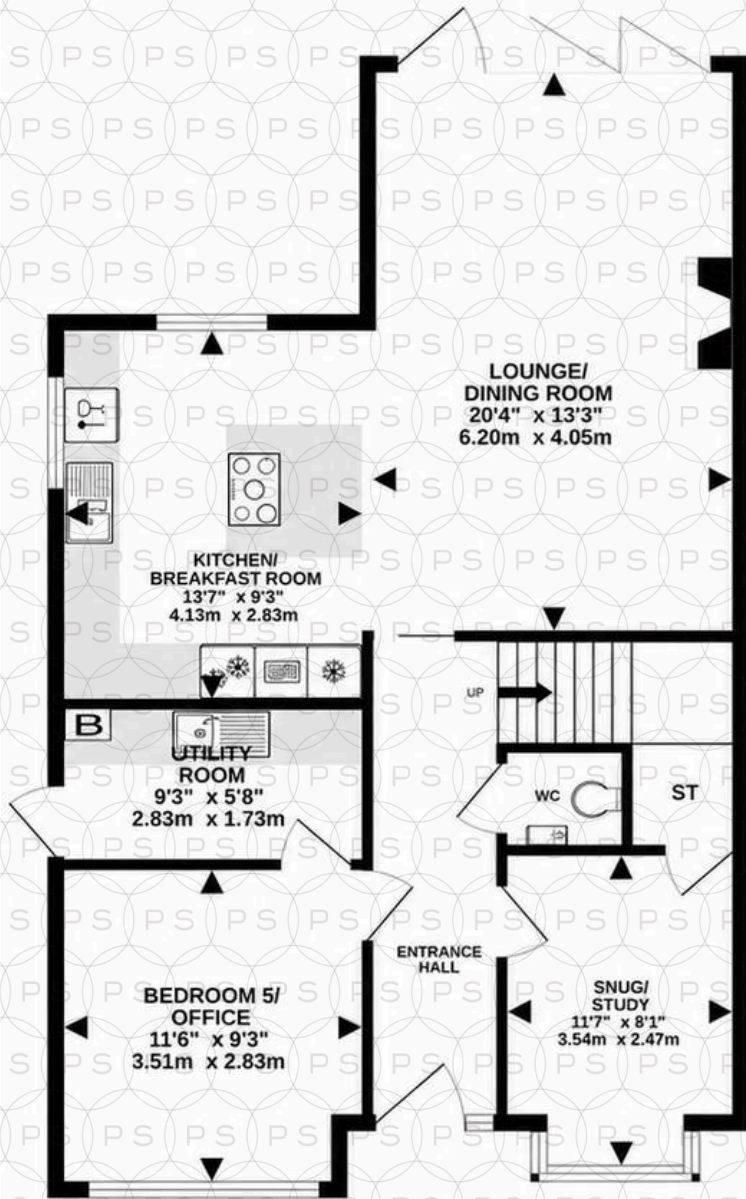 LOUNGE/
DINING ROOM
20'4" x 13'3"
6.20m x 4.05m
KITCHEN/
BREAKFAST ROOM
13'7" x 9'3"
4.13m x 2.83m
UP
B
UTILITY
ROOM
9'3" x 5'8"
2.83m x 1.73m
WC
ST
ENTRANCE
HALL
BEDROOM 5/
OFFICE
11'6" x 9'3"
3.51m x 2.83m
SNUG/
STUDY
11'7" x 8'1"
3.54m x 2.47m
PS